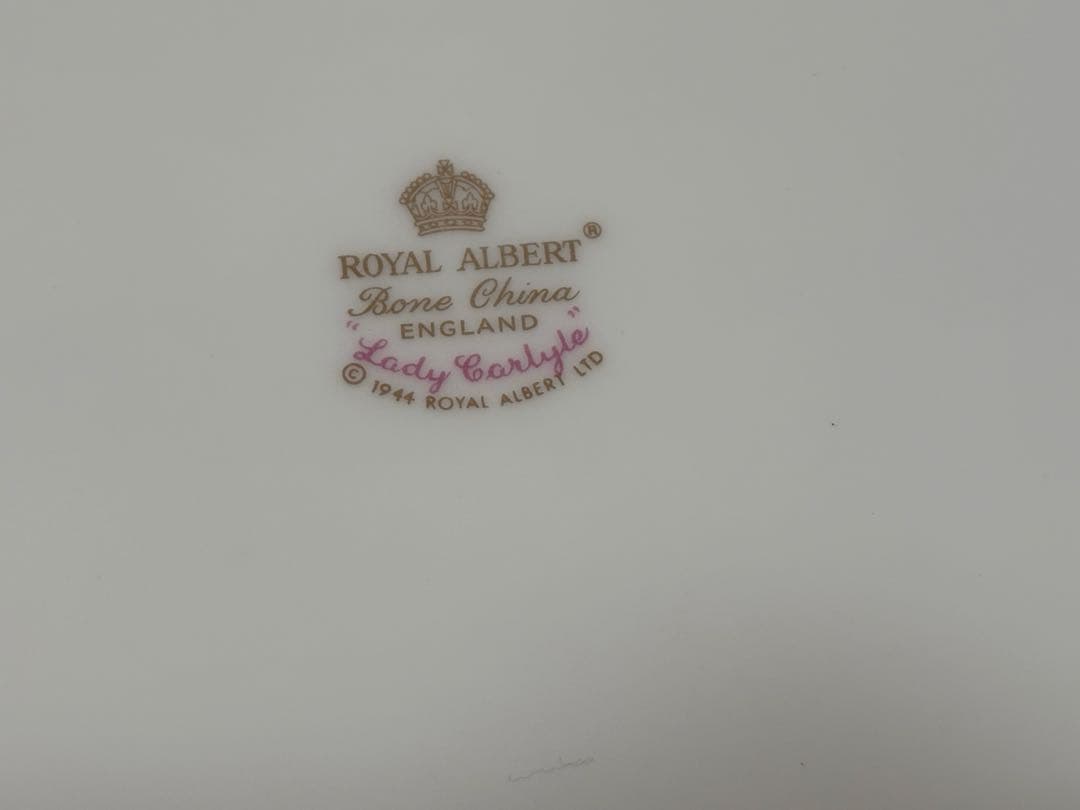 ROYAL ALBERT®
Bone China
ENGLAND
"Lady Carlyle"
© 1944 ROYAL ALBERT LTD